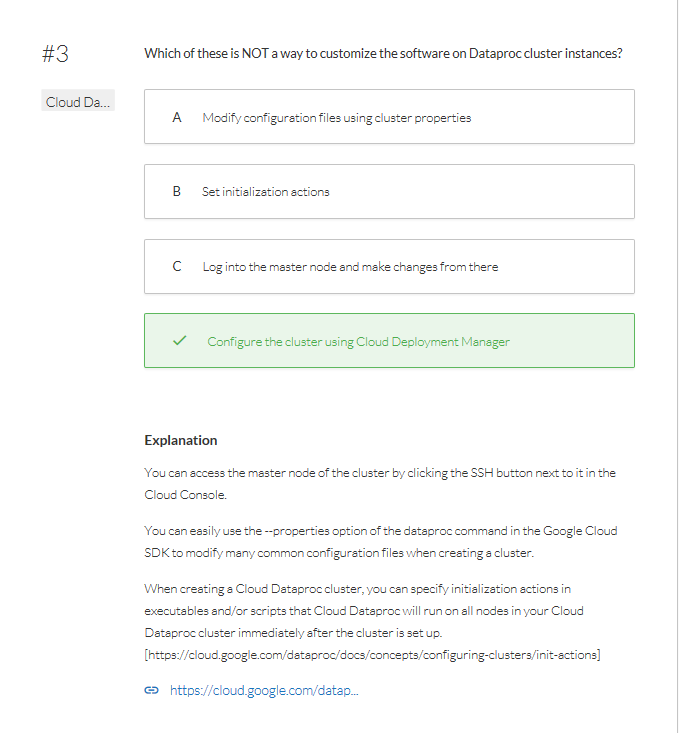 #3
Which of these is NOT a way to customize the software on Dataproc cluster instances?
Cloud Da...
A Modify configuration files using cluster properties
B Set initialization actions
C Log into the master node and make changes from there
Configure the cluster using Cloud Deployment Manager
Explanation
You can access the master node of the cluster by clicking the SSH button next to it in the
Cloud Console.
You can easily use the --properties option of the dataproc command in the Google Cloud
SDK to modify many common configuration files when creating a cluster.
When creating a Cloud Dataproc cluster, you can specify initialization actions in
executables and/or scripts that Cloud Dataproc will run on all nodes in your Cloud
Dataproc cluster immediately after the cluster is set up.
[https://cloud.google.com/dataproc/docs/concepts/configuring-clusters/init-actions]
https://cloud.google.com/datap...